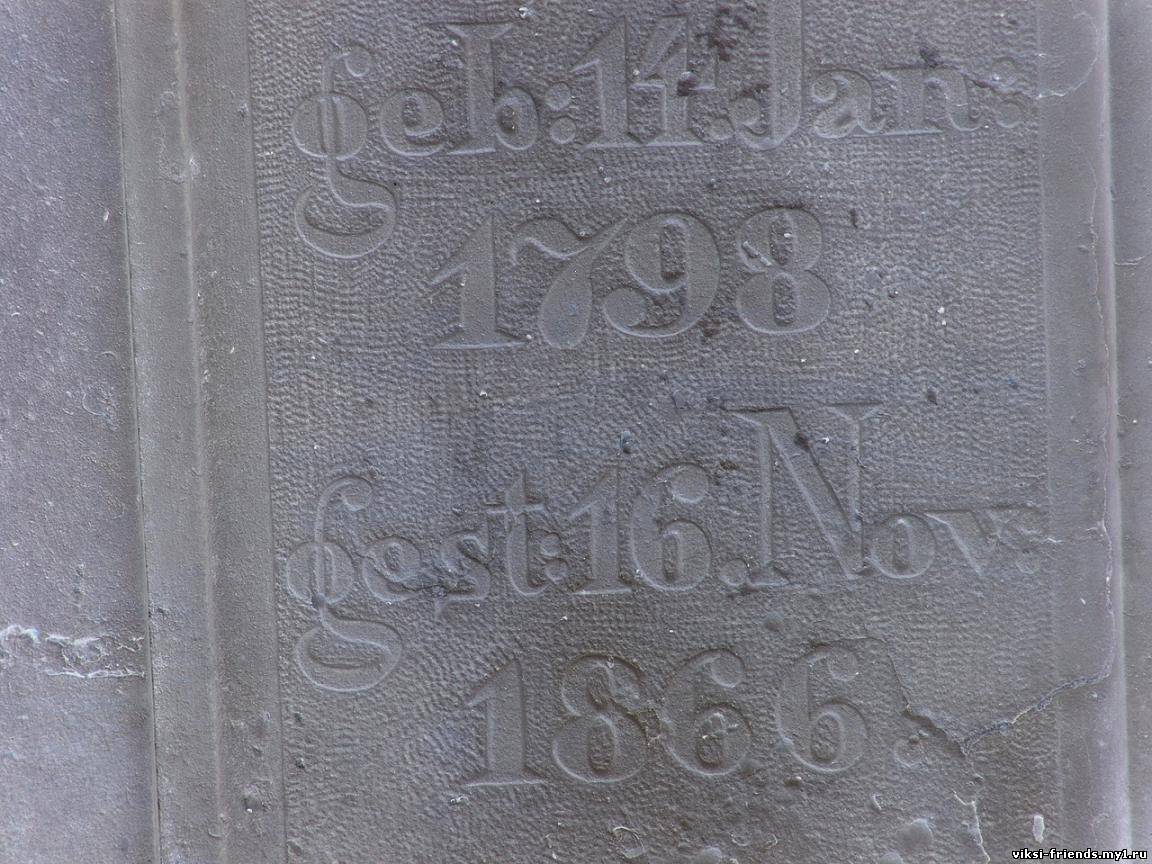 geb:14.Jan:
1798
gest:16.Nov:
1866.
viksi-friends.my1.ru